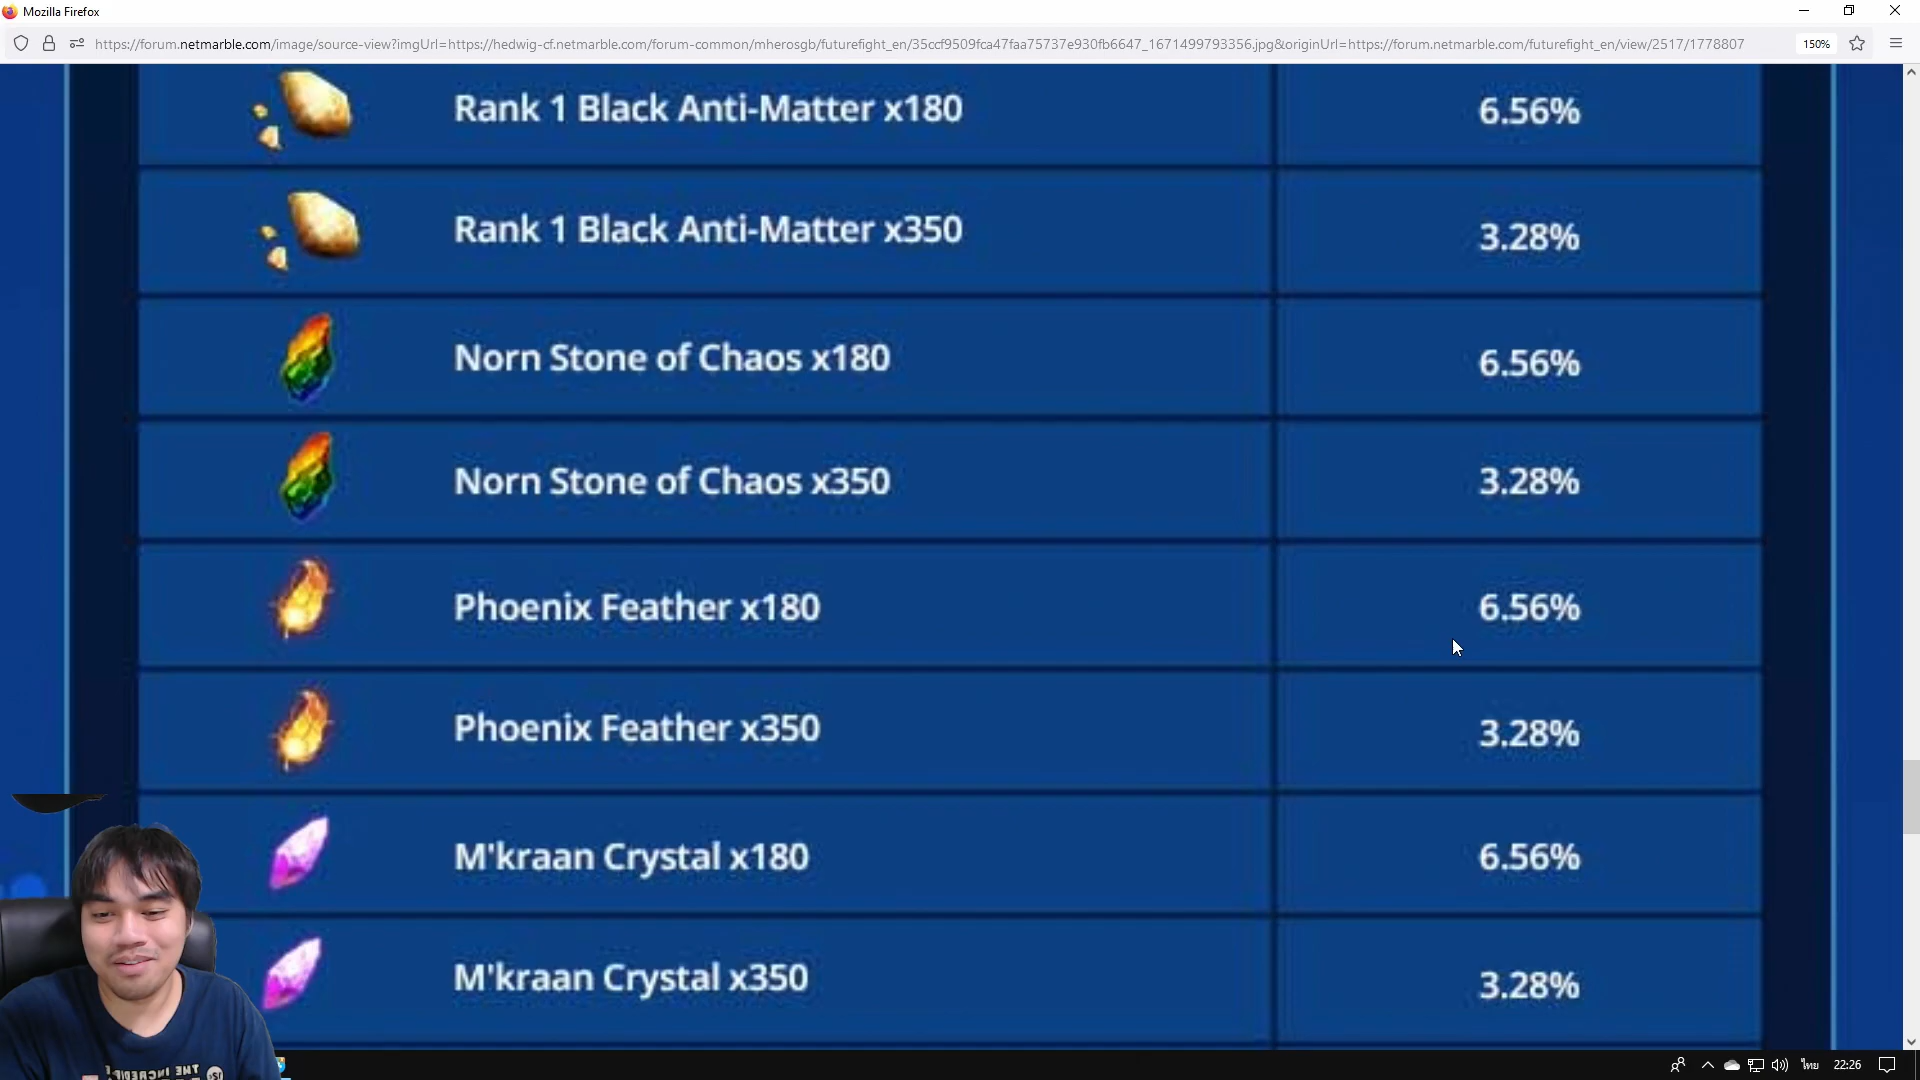 Mozilla Firefox
https://forum.netmarble.com/image/source-view?imgUrl=https://hedwig-cf.netmarble.com/forum-common/mherosgb/futurefight_en/35ccf9509fca47faa75737e930fb6647_1671499793356.jpg&originUrl=https://forum.netmarble.com/futurefight_en/view/2517/1778807
150%
Rank 1 Black Anti-Matter x180 6.56%
Rank 1 Black Anti-Matter x350 3.28%
Norn Stone of Chaos x180 6.56%
Norn Stone of Chaos x350 3.28%
Phoenix Feather x180 6.56%
Phoenix Feather x350 3.28%
M'kraan Crystal x180 6.56%
M'kraan Crystal x350 3.28%
ไทย 22:26